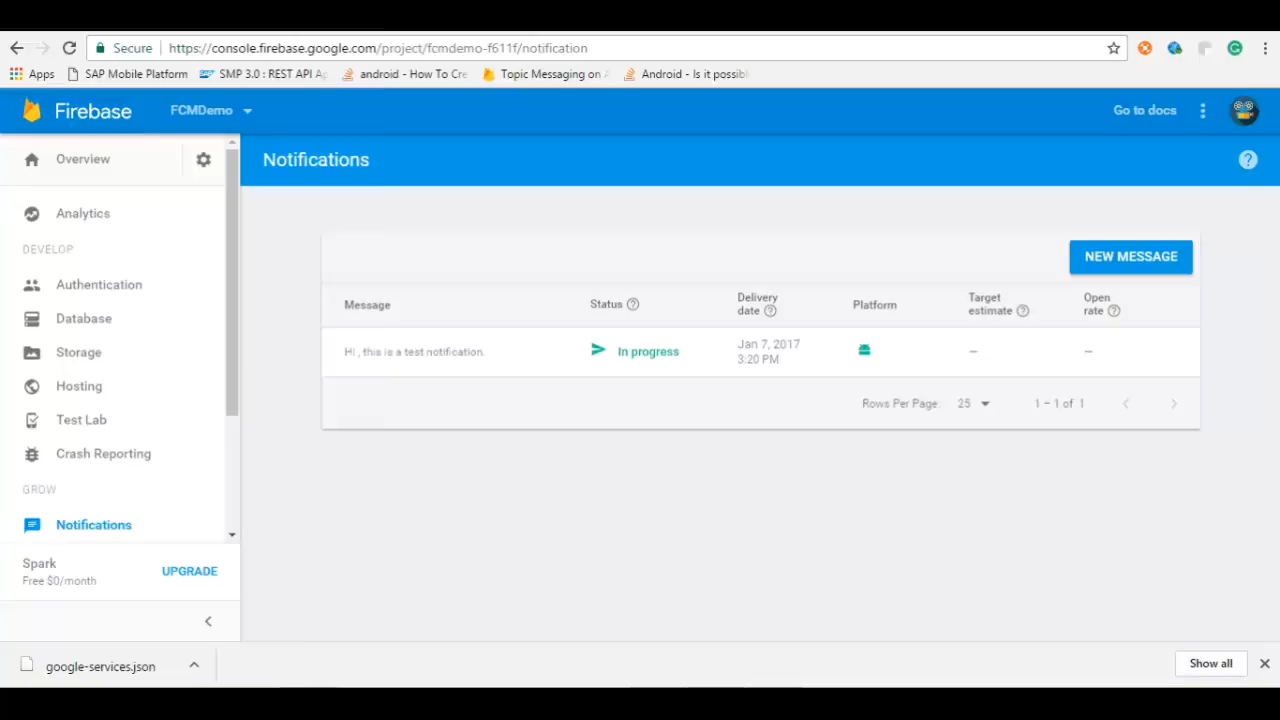 Secure https://console.firebase.google.com/project/fcmdemo-f611f/notification
Apps SAP Mobile Platform SMP 3.0 : REST API Ap android - How To Cre Topic Messaging on A Android - Is it possibl
Firebase FCMDemo Go to docs
Overview
Notifications
Analytics
DEVELOP
Authentication
Database
Storage
Hosting
Test Lab
Crash Reporting
GROW
Notifications
Spark
Free $0/month
UPGRADE
NEW MESSAGE
Message Status Delivery date Platform Target estimate Open rate
Hi , this is a test notification. In progress Jan 7, 2017 3:20 PM – –
Rows Per Page: 25 1 – 1 of 1
google-services.json
Show all